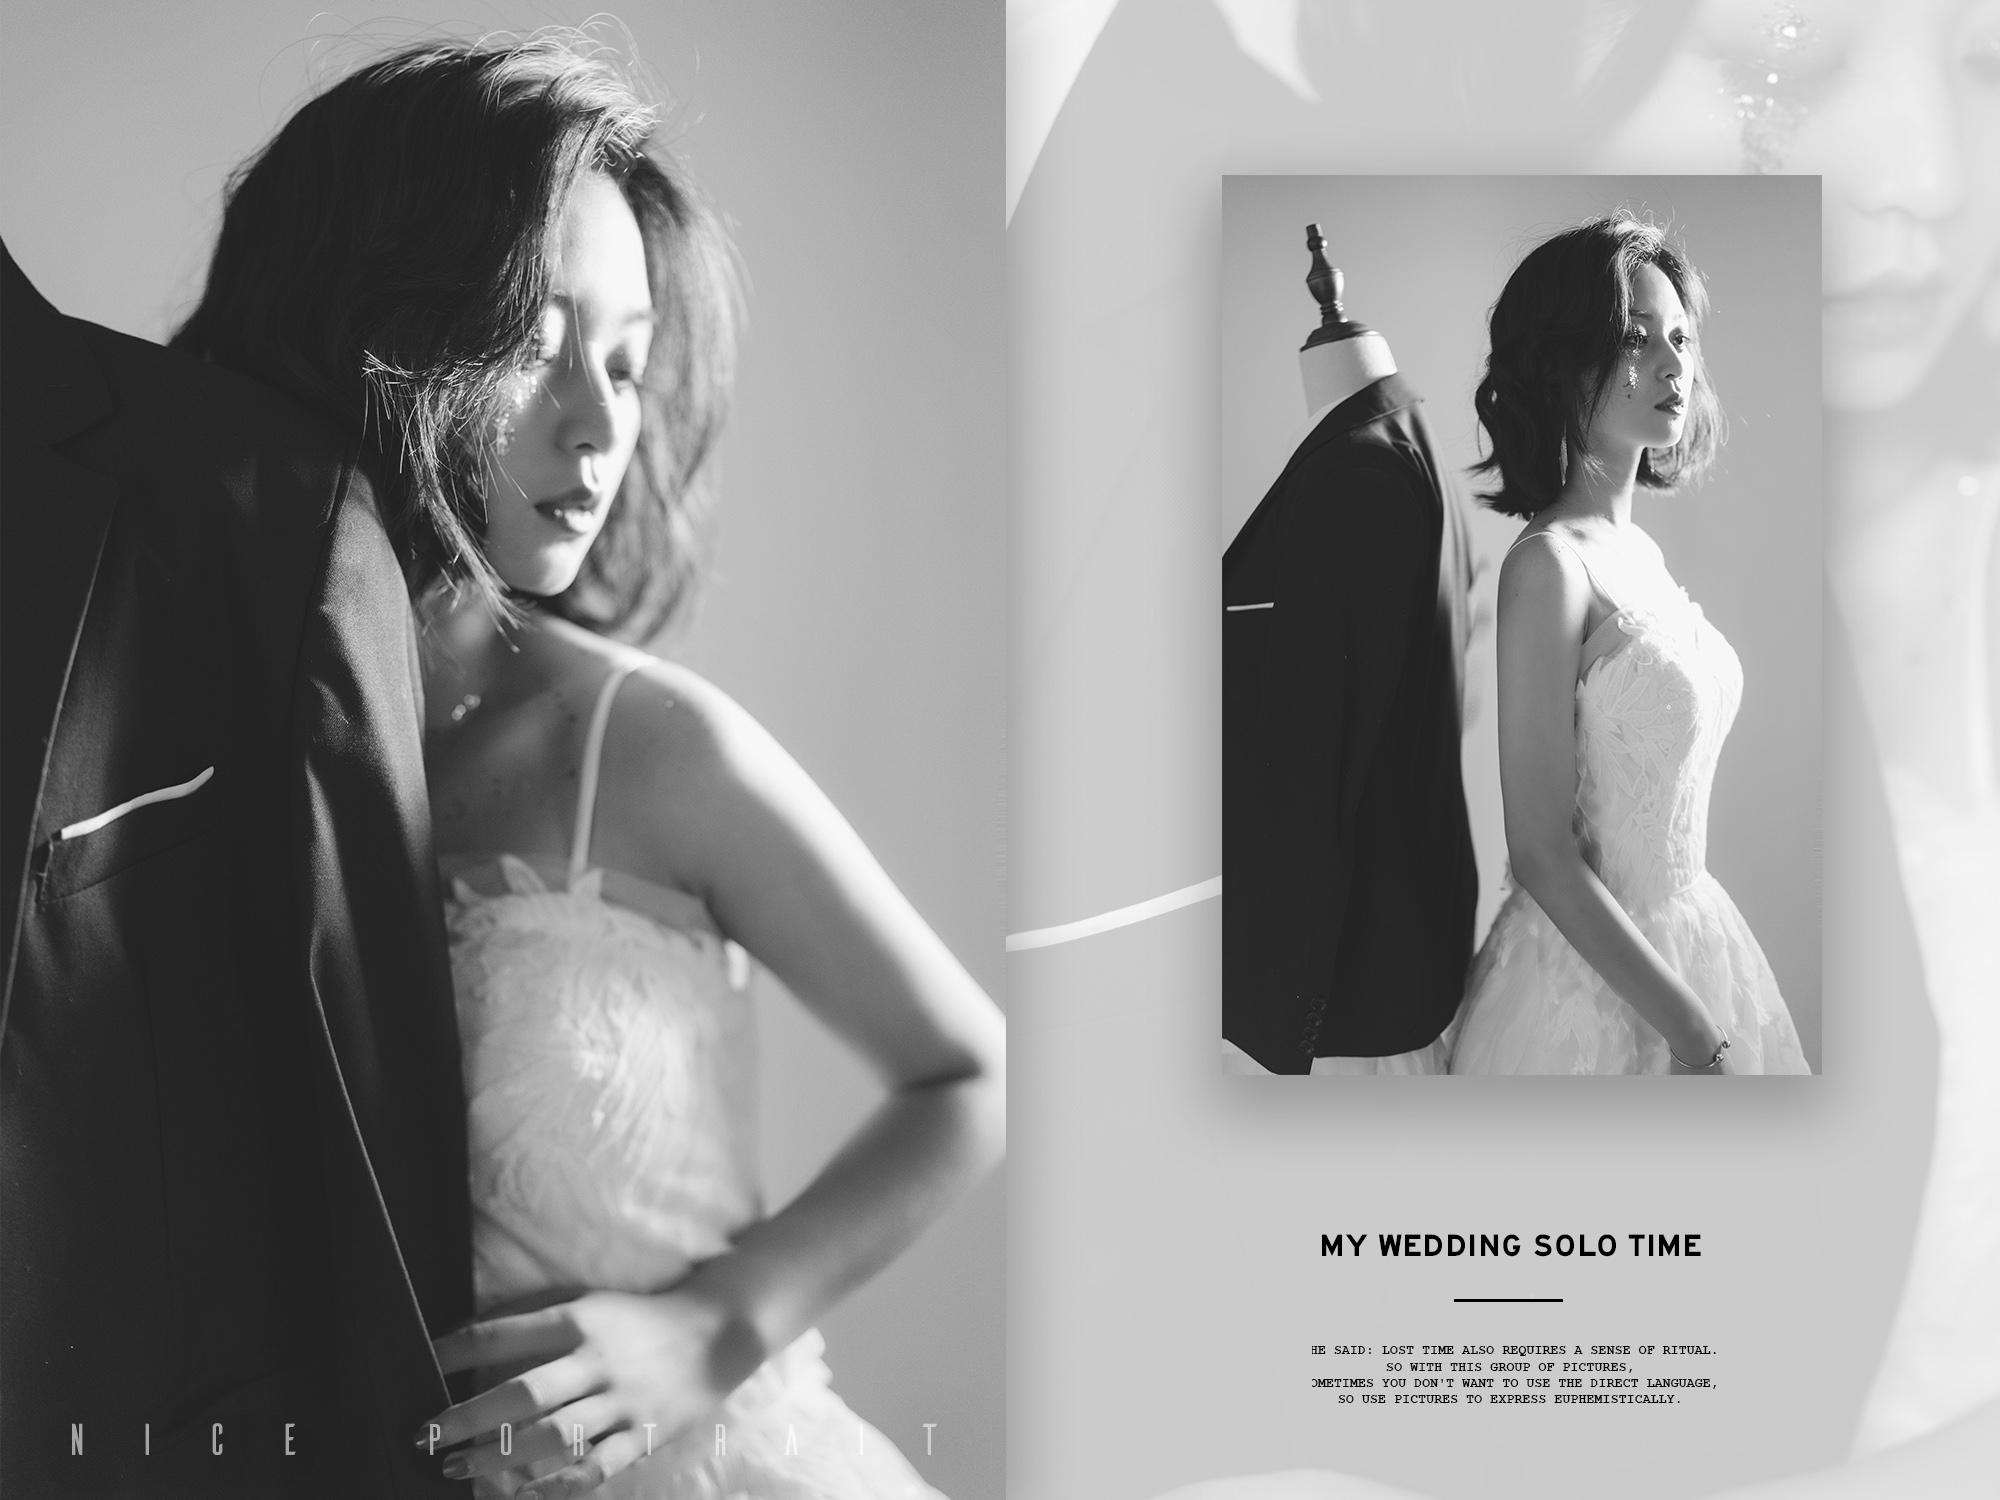 NICE PORTRAIT
MY WEDDING SOLO TIME
HE SAID: LOST TIME ALSO REQUIRES A SENSE OF RITUAL.
SO WITH THIS GROUP OF PICTURES,
OMETIMES YOU DON'T WANT TO USE THE DIRECT LANGUAGE,
SO USE PICTURES TO EXPRESS EUPHEMISTICALLY.